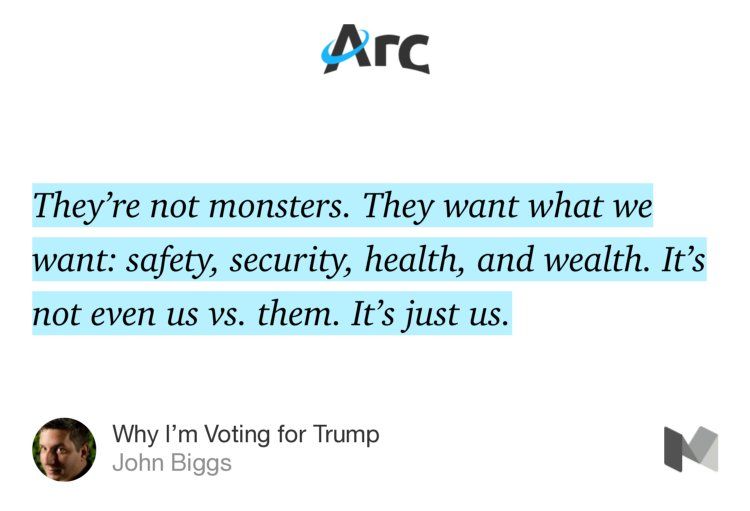 Arc
They’re not monsters. They want what we
want: safety, security, health, and wealth. It’s
not even us vs. them. It’s just us.
Why I’m Voting for Trump
John Biggs